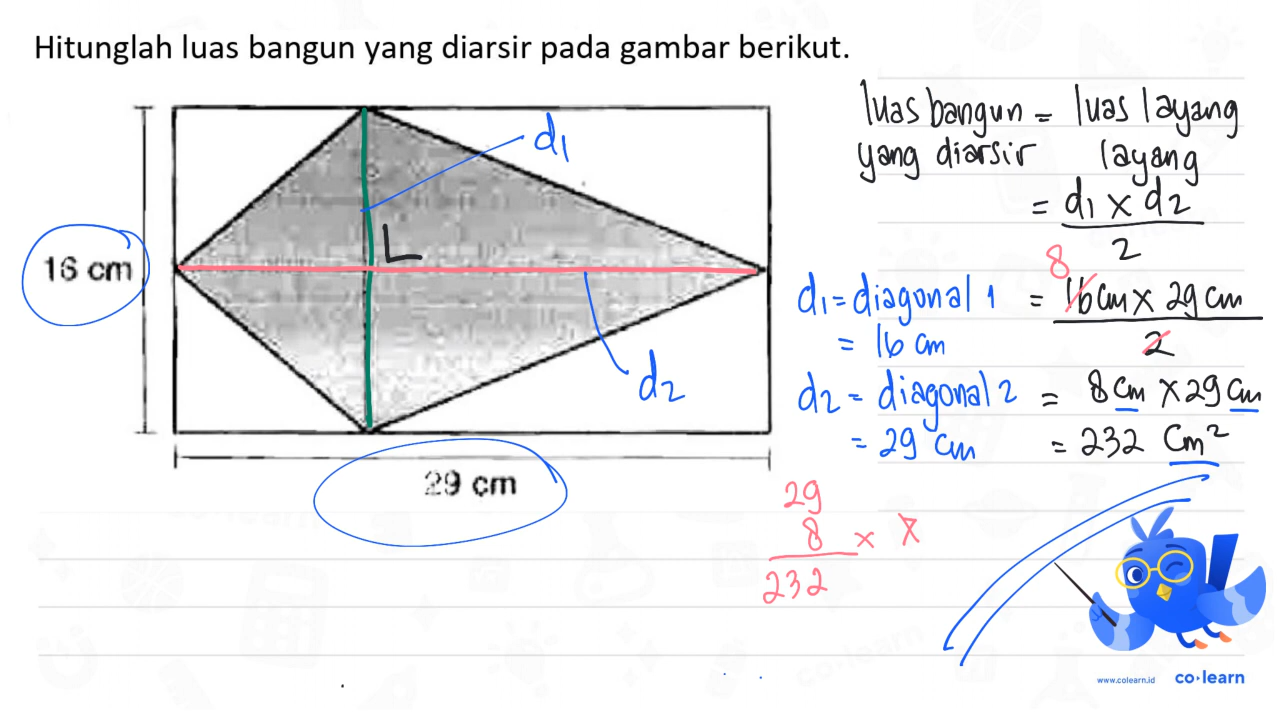 Hitunglah luas bangun yang diarsir pada gambar berikut.
luas bangun = luas layang
yang diarsir layang
= d1 x d2
2
8
d1 = diagonal 1 = 16 cm x 29 cm
= 16 cm 2
d2 = diagonal 2 = 8 cm x 29 cm
= 29 cm = 232 cm²
d1
16 cm
d2
29 cm
29
8 x
232
www.colearn.id co·learn